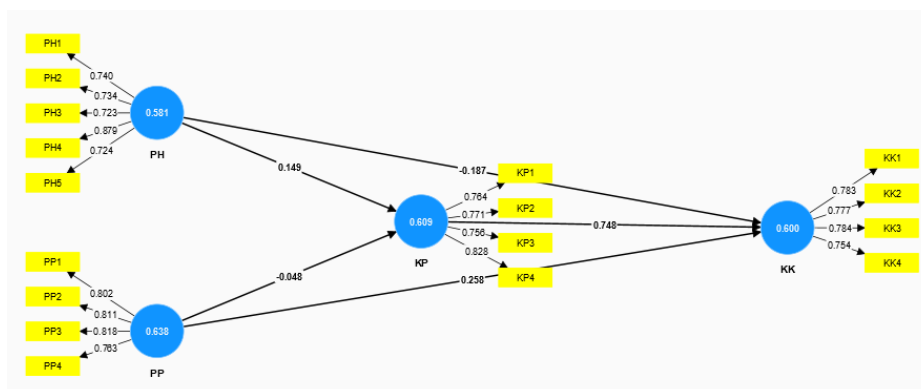 PH1
PH2
PH3
PH4
PH5
0.740
0.734
0.723
0.879
0.724
0.581
PH
0.149
-0.187
KP1
KP2
KP3
KP4
0.764
0.771
0.756
0.828
0.609
KP
0.748
KK1
KK2
KK3
KK4
0.783
0.777
0.784
0.754
0.600
KK
-0.048
0.258
PP1
PP2
PP3
PP4
0.802
0.811
0.818
0.763
0.638
PP